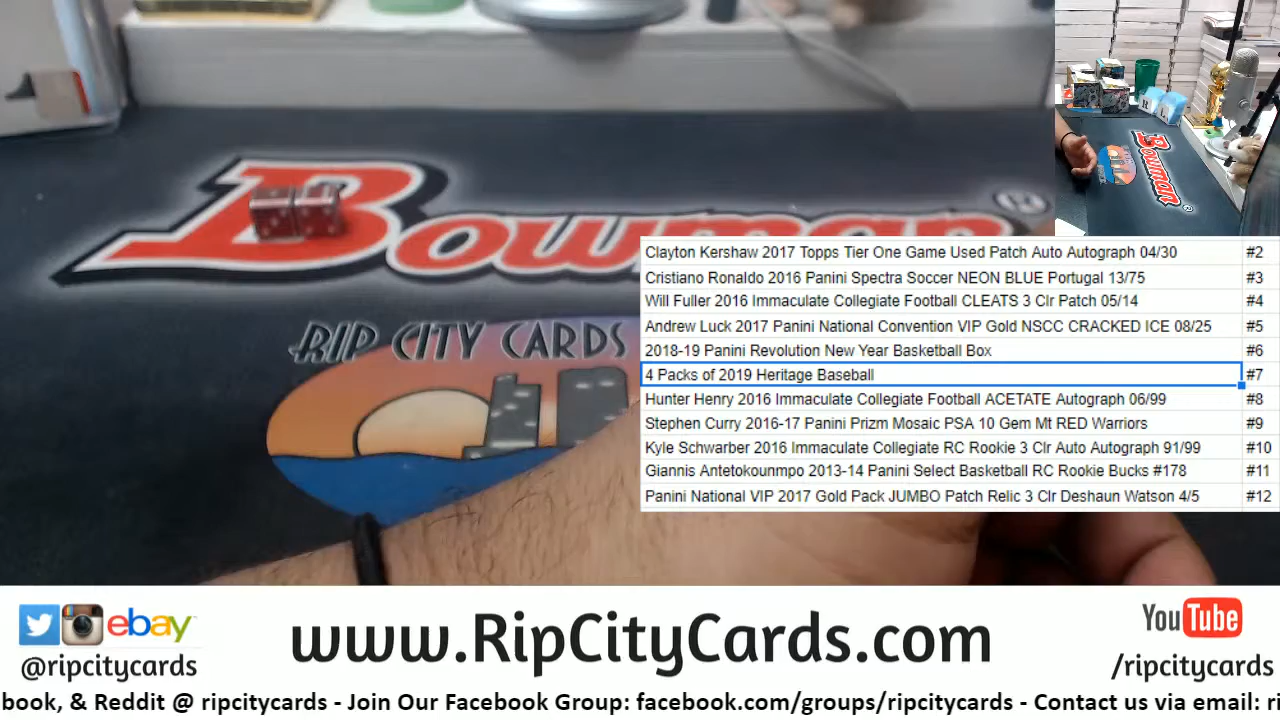 Bowman
®
RIP CITY CARDS
Bowman
®
Clayton Kershaw 2017 Topps Tier One Game Used Patch Auto Autograph 04/30 #2
Cristiano Ronaldo 2016 Panini Spectra Soccer NEON BLUE Portugal 13/75 #3
Will Fuller 2016 Immaculate Collegiate Football CLEATS 3 Clr Patch 05/14 #4
Andrew Luck 2017 Panini National Convention VIP Gold NSCC CRACKED ICE 08/25 #5
2018-19 Panini Revolution New Year Basketball Box #6
4 Packs of 2019 Heritage Baseball #7
Hunter Henry 2016 Immaculate Collegiate Football ACETATE Autograph 06/99 #8
Stephen Curry 2016-17 Panini Prizm Mosaic PSA 10 Gem Mt RED Warriors #9
Kyle Schwarber 2016 Immaculate Collegiate RC Rookie 3 Clr Auto Autograph 91/99 #10
Giannis Antetokounmpo 2013-14 Panini Select Basketball RC Rookie Bucks #178 #11
Panini National VIP 2017 Gold Pack JUMBO Patch Relic 3 Clr Deshaun Watson 4/5 #12
ebay
@ripcitycards
www.RipCityCards.com
YouTube
/ripcitycards
book, & Reddit @ ripcitycards - Join Our Facebook Group: facebook.com/groups/ripcitycards - Contact us via email: ri